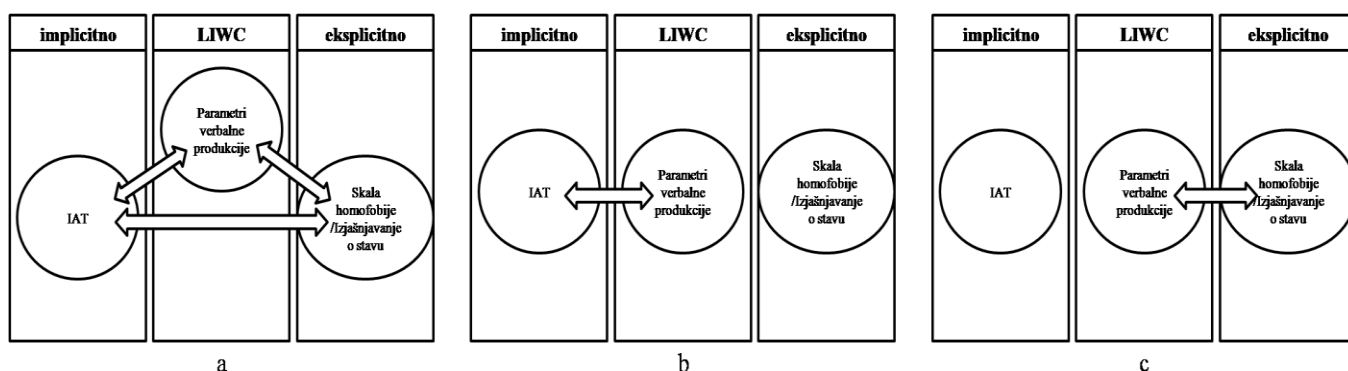 implicitno
LIWC
eksplicitno
Parametri
verbalne
produkcije
IAT
Skala
homofobije
/Izjašnjavanje
o stavu
a
implicitno
LIWC
eksplicitno
IAT
Parametri
verbalne
produkcije
Skala
homofobije
/Izjašnjavanje
o stavu
b
implicitno
LIWC
eksplicitno
IAT
Parametri
verbalne
produkcije
Skala
homofobije
/Izjašnjavanje
o stavu
c